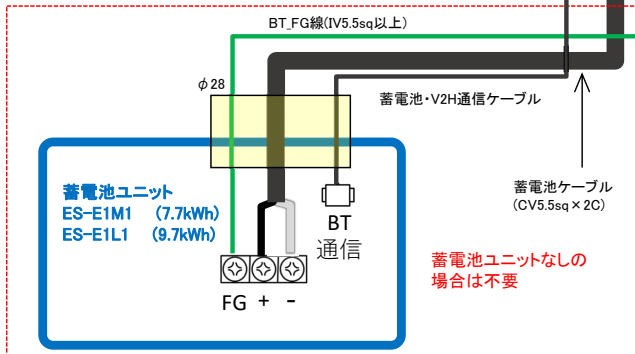 BT_FG線(IV5.5sq以上)
φ28
蓄電池・V2H通信ケーブル
蓄電池ケーブル
(CV5.5sq×2C)
蓄電池ユニット
ES-E1M1 (7.7kWh)
ES-E1L1 (9.7kWh)
BT
通信
蓄電池ユニットなしの
場合は不要
FG + -